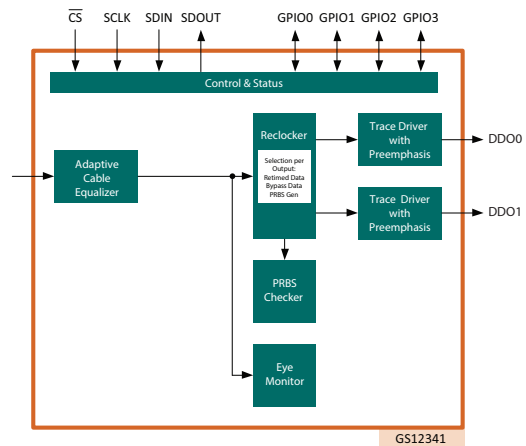 CS SCLK SDIN SDOUT GPIO0 GPIO1 GPIO2 GPIO3
Control & Status
Adaptive
Cable
Equalizer
Reclocker
Selection per
Output:
Retimed Data
Bypass Data
PRBS Gen
Trace Driver
with
Preemphasis
DDO0
Trace Driver
with
Preemphasis
DDO1
PRBS
Checker
Eye
Monitor
GS12341